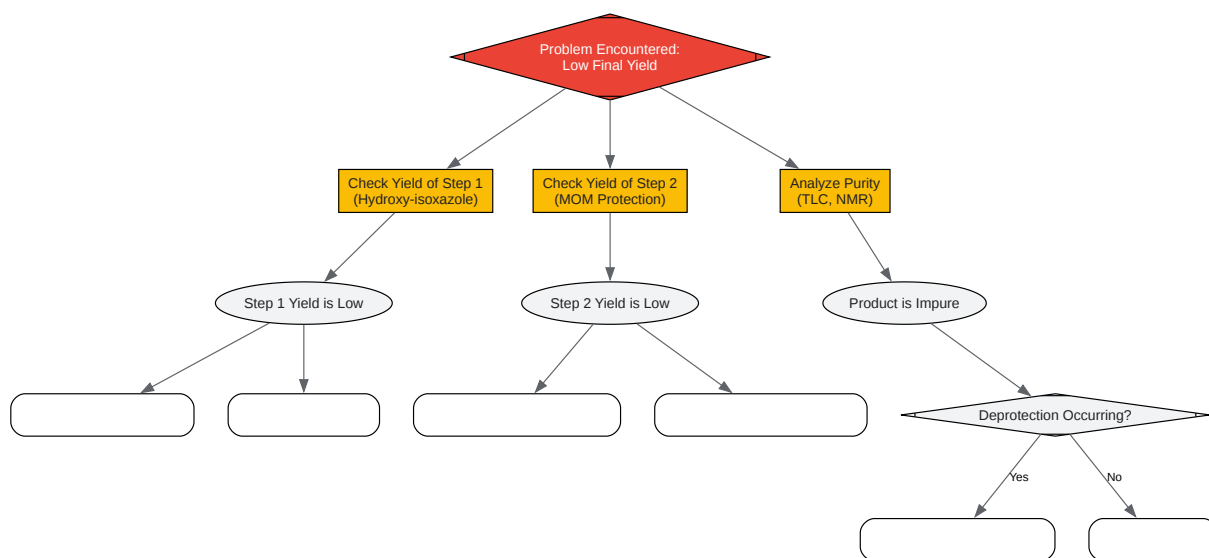 Problem Encountered:
Low Final Yield
Check Yield of Step 1
(Hydroxy-isoxazole)
Check Yield of Step 2
(MOM Protection)
Analyze Purity
(TLC, NMR)
Step 1 Yield is Low
Step 2 Yield is Low
Product is Impure
Deprotection Occurring?
Yes
No